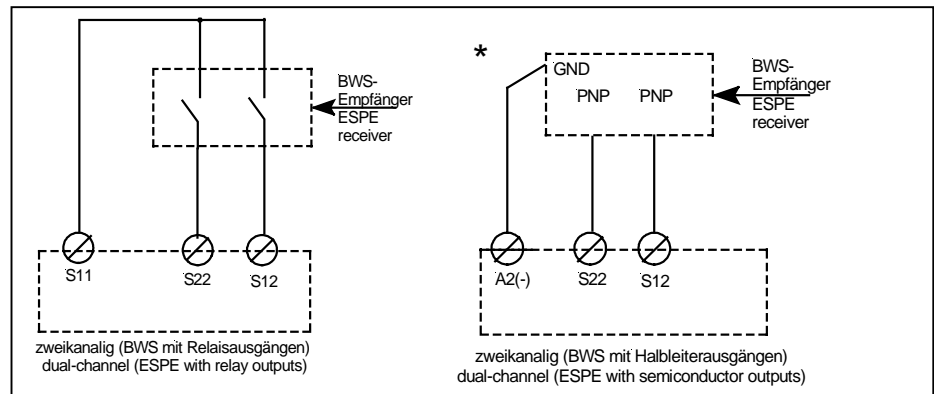 BWS-
Empfänger
ESPE
receiver
S11
S22
S12
zweikanalig (BWS mit Relaisausgängen)
dual-channel (ESPE with relay outputs)
*
GND
PNP PNP
BWS-
Empfänger
ESPE
receiver
A2(-)
S22
S12
zweikanalig (BWS mit Halbleiterausgängen)
dual-channel (ESPE with semiconductor outputs)